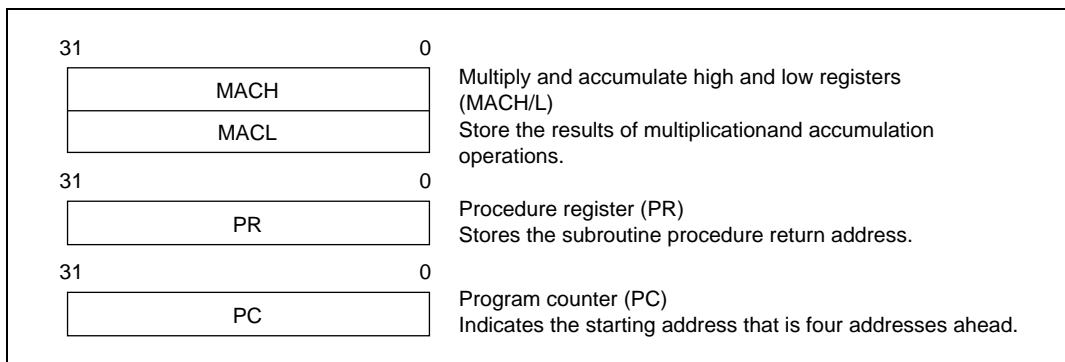 31 0
MACH
MACL
Multiply and accumulate high and low registers
(MACH/L)
Store the results of multiplicationand accumulation
operations.
31 0
PR
Procedure register (PR)
Stores the subroutine procedure return address.
31 0
PC
Program counter (PC)
Indicates the starting address that is four addresses ahead.